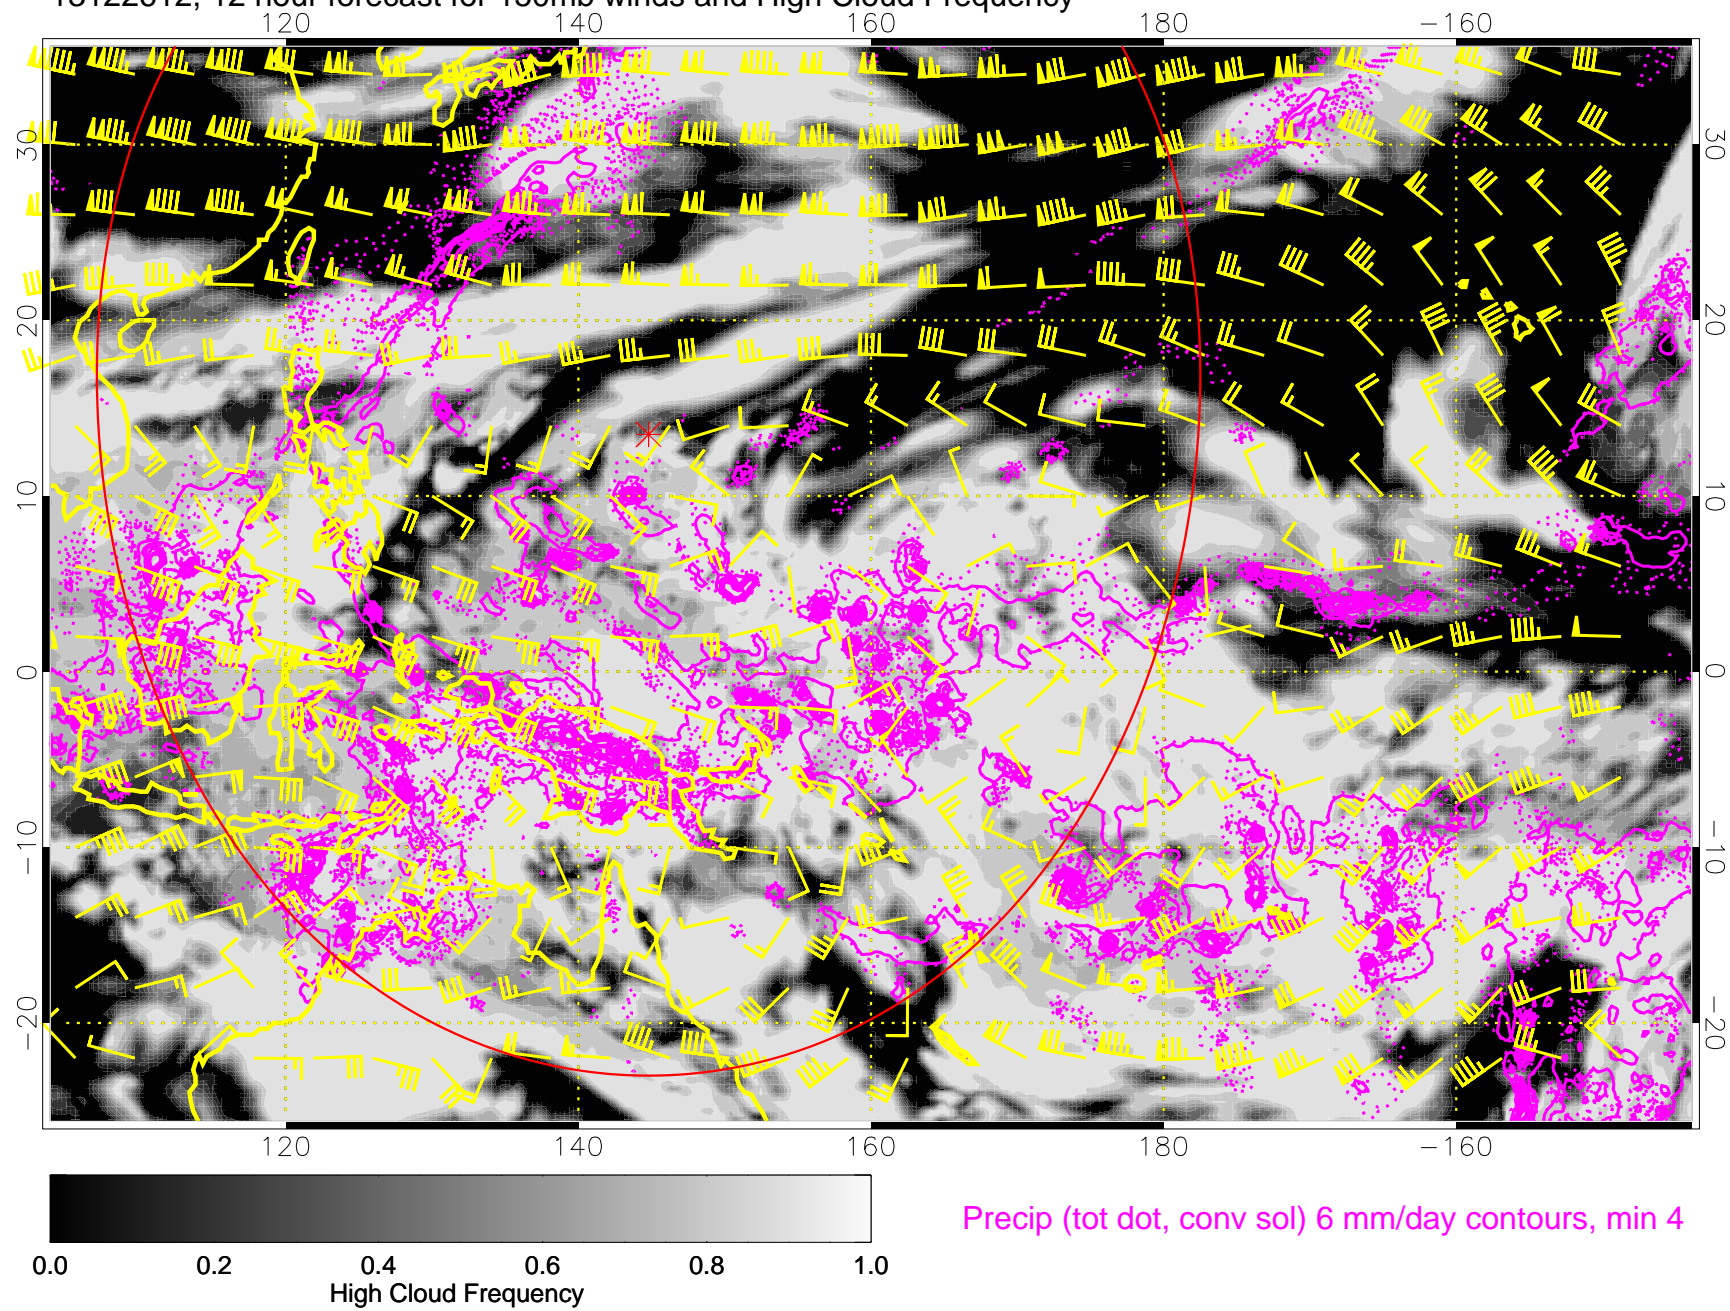 120 140 160 180 −160
30 30
20 20
10 10
0 0
−10 −10
−20 −20
120 140 160 180 −160
0.0 0.2 0.4 0.6 0.8 1.0
High Cloud Frequency
Precip (tot dot, conv sol) 6 mm/day contours, min 4